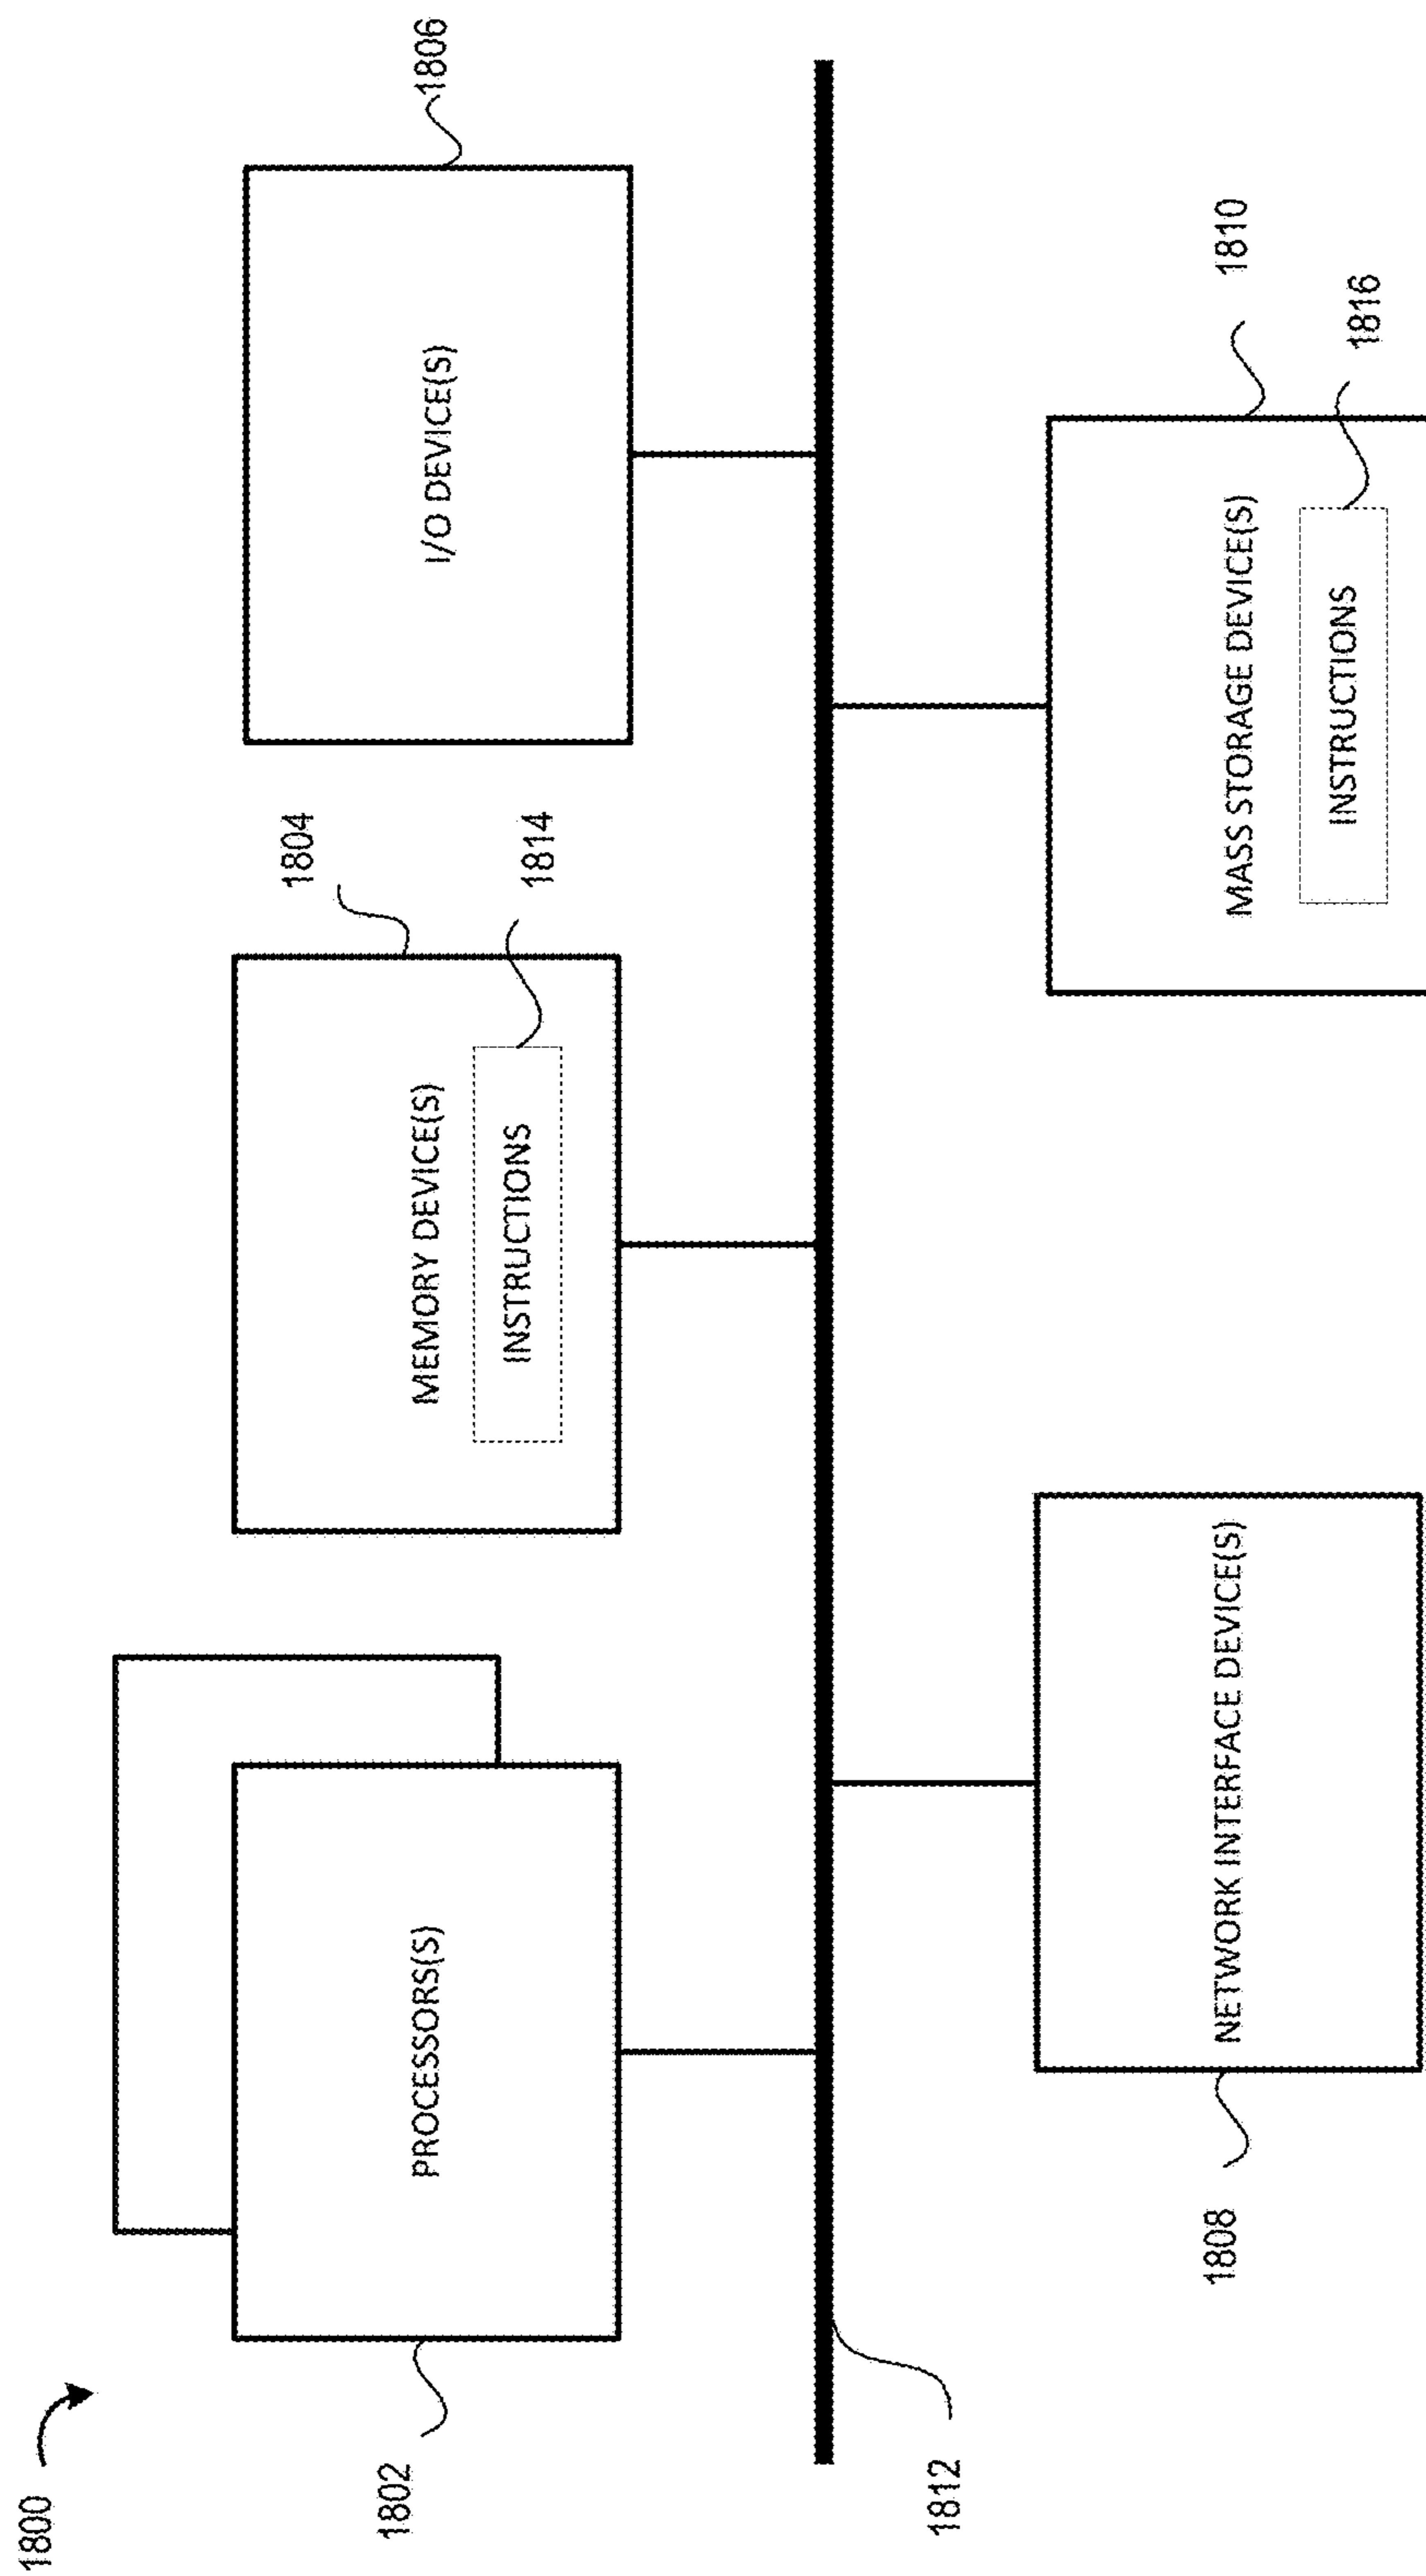 1800
1802
PROCESSORS(S)
1804
MEMORY DEVICE(S)
1814
INSTRUCTIONS
1806
I/O DEVICE(S)
1812
1808
NETWORK INTERFACE DEVICE(S)
1810
MASS STORAGE DEVICE(S)
1816
INSTRUCTIONS